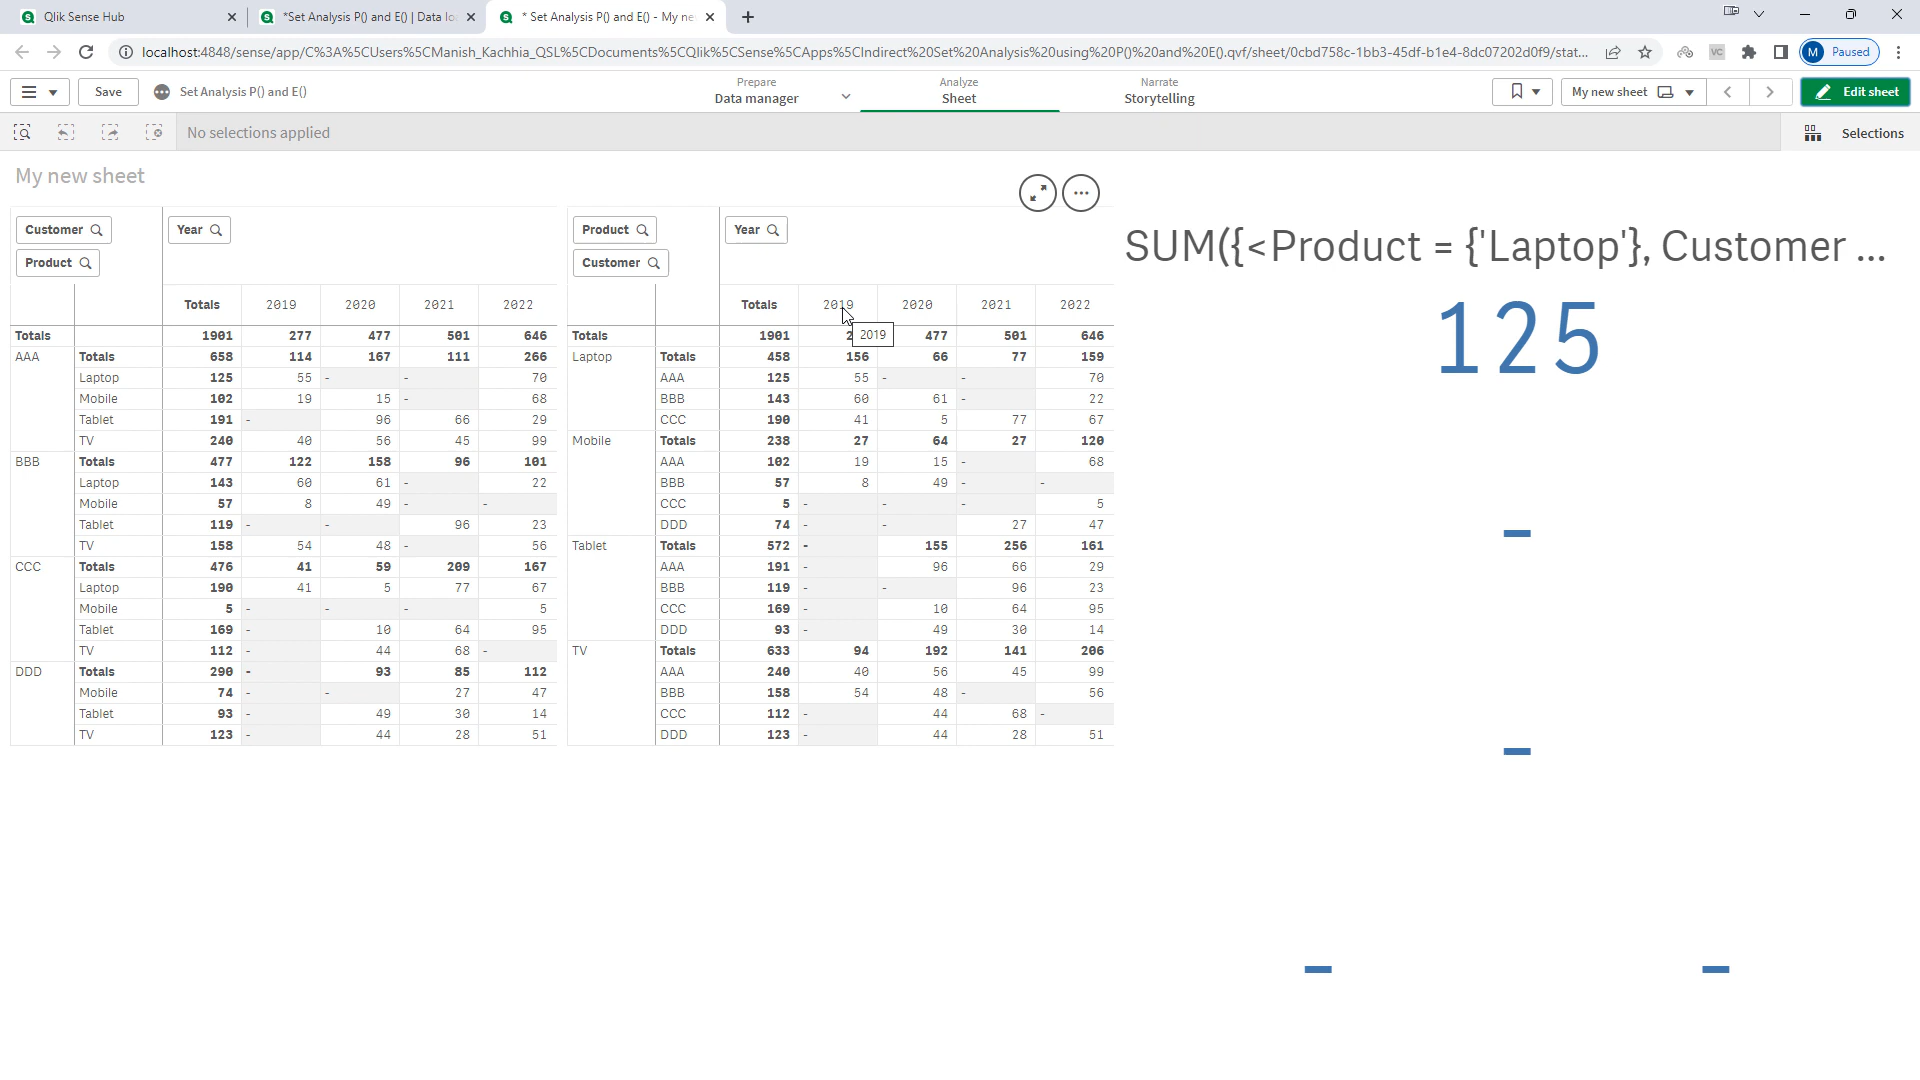 Qlik Sense Hub
*Set Analysis P() and E() | Data lo
* Set Analysis P() and E() - My ne
localhost:4848/sense/app/C%3A%5CUsers%5CManish_Kachhia_QSL%5CDocuments%5CQlik%5CSense%5CApps%5CIndirect%20Set%20Analysis%20using%20P()%20and%20E().qvf/sheet/0cbd758c-1bb3-45df-b1e4-8dc07202d0f9/stat...
VC
M Paused
Save
Set Analysis P() and E()
Prepare
Data manager
Analyze
Sheet
Narrate
Storytelling
My new sheet
Edit sheet
No selections applied
Selections
My new sheet
Customer
Product
Year
Totals 2019 2020 2021 2022
Totals 1901 277 477 501 646
AAA Totals 658 114 167 111 266
Laptop 125 55 - - 70
Mobile 102 19 15 - 68
Tablet 191 - 96 66 29
TV 240 40 56 45 99
BBB Totals 477 122 158 96 101
Laptop 143 60 61 - 22
Mobile 57 8 49 - -
Tablet 119 - - 96 23
TV 158 54 48 - 56
CCC Totals 476 41 59 209 167
Laptop 190 41 5 77 67
Mobile 5 - - - 5
Tablet 169 - 10 64 95
TV 112 - 44 68 -
DDD Totals 290 - 93 85 112
Mobile 74 - - 27 47
Tablet 93 - 49 30 14
TV 123 - 44 28 51
Product
Customer
Year
Totals 2019 2020 2021 2022
2019
Totals 1901 2 477 501 646
Laptop Totals 458 156 66 77 159
AAA 125 55 - - 70
BBB 143 60 61 - 22
CCC 190 41 5 77 67
Mobile Totals 238 27 64 27 120
AAA 102 19 15 - 68
BBB 57 8 49 - -
CCC 5 - - - 5
DDD 74 - - 27 47
Tablet Totals 572 - 155 256 161
AAA 191 - 96 66 29
BBB 119 - - 96 23
CCC 169 - 10 64 95
DDD 93 - 49 30 14
TV Totals 633 94 192 141 206
AAA 240 40 56 45 99
BBB 158 54 48 - 56
CCC 112 - 44 68 -
DDD 123 - 44 28 51
SUM({<Product = {'Laptop'}, Customer ...
125
-
-
- -